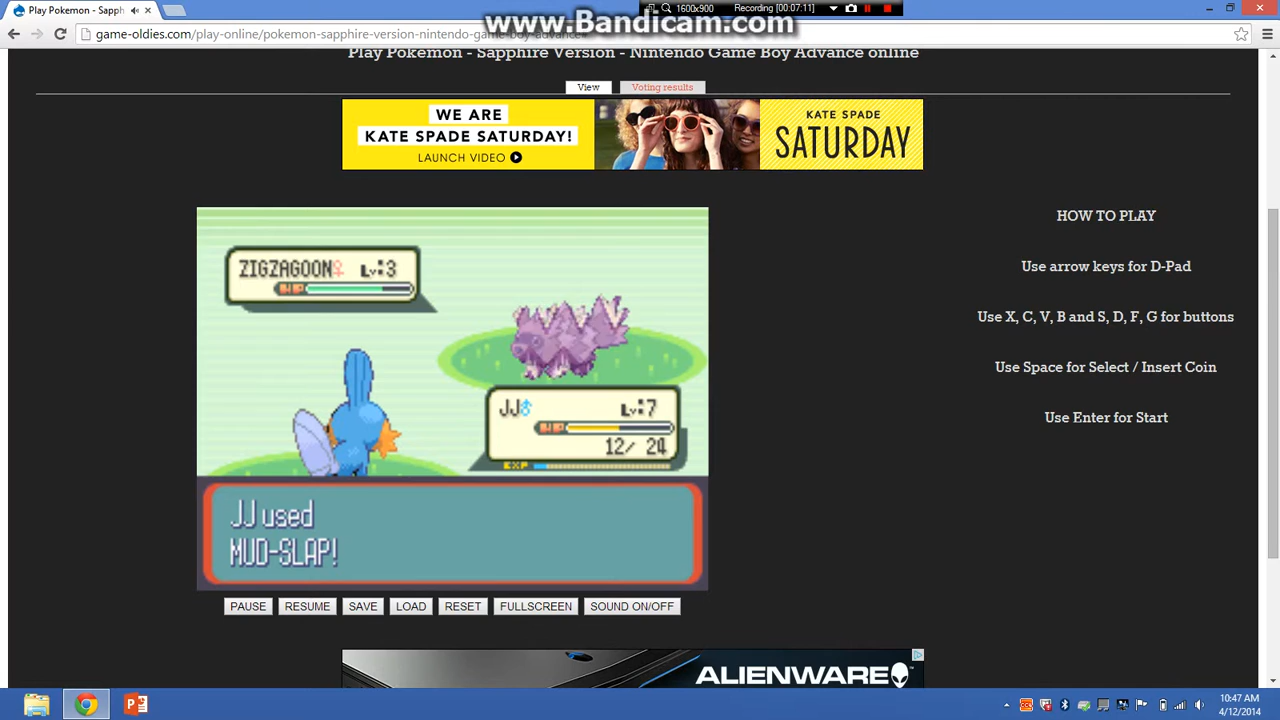 Play Pokemon - Sapph
www.Bandicam.com
1600x900
Recording [00:07:11]
game-oldies.com/play-online/pokemon-sapphire-version-nintendo-game-boy-advance
Play Pokemon - Sapphire Version - Nintendo Game Boy Advance online
View
Voting results
WE ARE
KATE SPADE SATURDAY!
LAUNCH VIDEO
KATE SPADE
SATURDAY
HOW TO PLAY
Use arrow keys for D-Pad
Use X, C, V, B and S, D, F, G for buttons
Use Space for Select / Insert Coin
Use Enter for Start
ZIGZAGOON♀ Lv:3
HP
JJ♂ Lv:7
HP
12/ 24
EXP
JJ used
MUD-SLAP!
PAUSE
RESUME
SAVE
LOAD
RESET
FULLSCREEN
SOUND ON/OFF
ALIENWARE
10:47 AM
4/12/2014